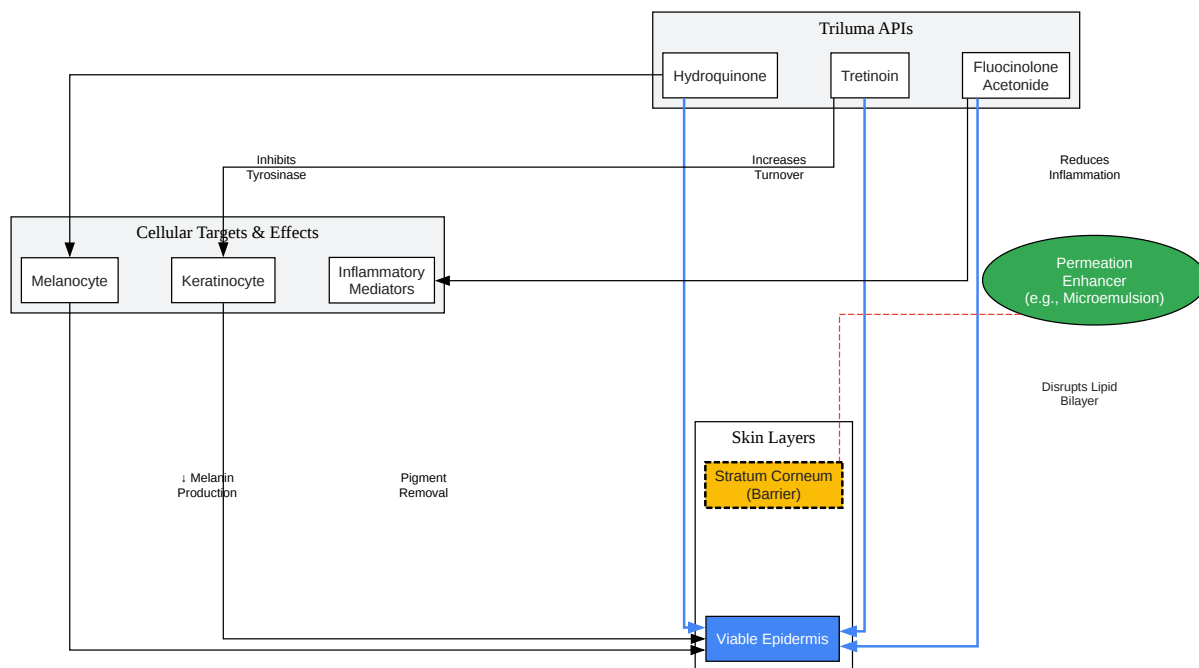 Triluma APIs
Hydroquinone
Tretinoin
Fluocinolone
Acetonide
Inhibits
Tyrosinase
Increases
Turnover
Reduces
Inflammation
Cellular Targets & Effects
Melanocyte
Keratinocyte
Inflammatory
Mediators
Permeation
Enhancer
(e.g., Microemulsion)
Disrupts Lipid
Bilayer
Skin Layers
Stratum Corneum
(Barrier)
↓ Melanin
Production
Pigment
Removal
Viable Epidermis